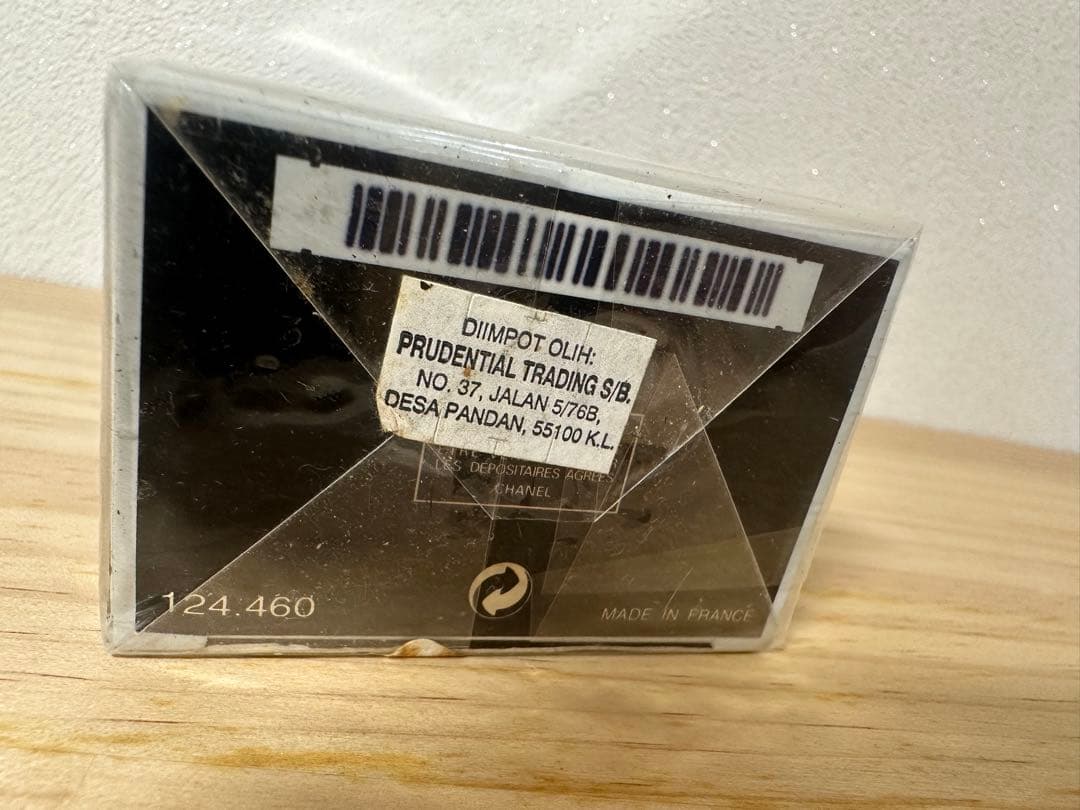 DIIMPOT OLIH:
PRUDENTIAL TRADING S/B.
NO. 37, JALAN 5/76B,
DESA PANDAN, 55100 K.L.
LES DEPOSITAIRES AGRÉÉS
CHANEL
124.460
MADE IN FRANCE